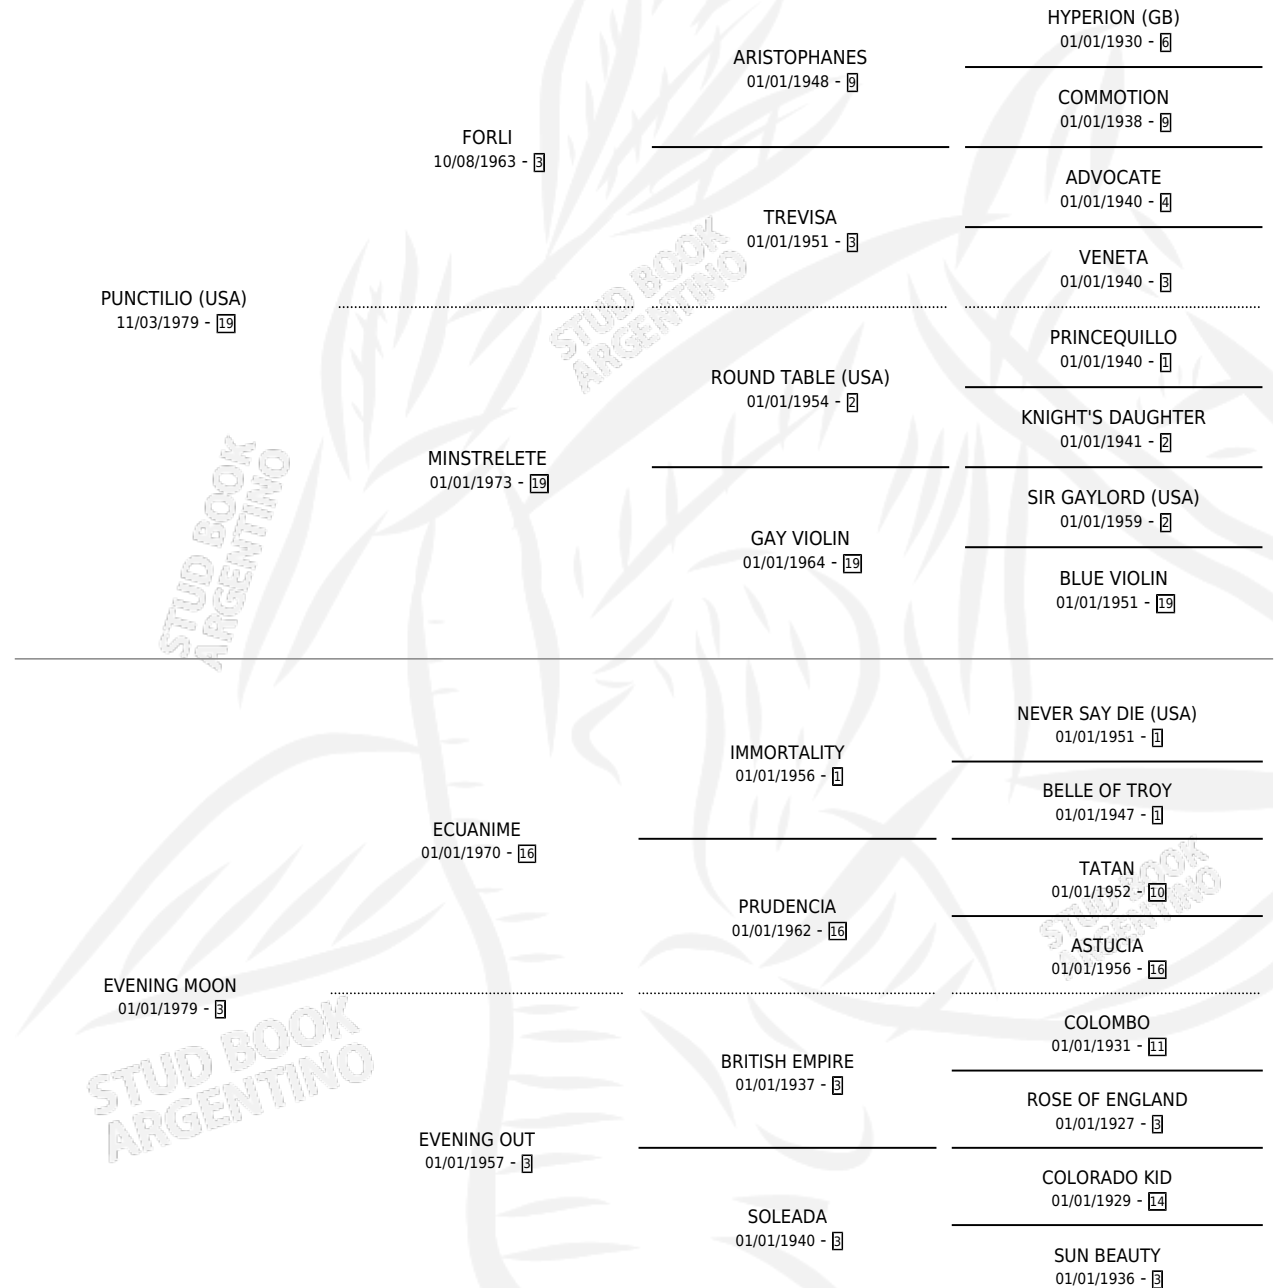 HYPERION (GB)
01/01/1930 - 6
ARISTOPHANES
01/01/1948 - 9
COMMOTION
01/01/1938 - 9
FORLI
10/08/1963 - 3
ADVOCATE
01/01/1940 - 4
TREVISA
01/01/1951 - 3
VENETA
01/01/1940 - 3
PUNCTILIO (USA)
11/03/1979 - 19
PRINCEQUILLO
01/01/1940 - 1
ROUND TABLE (USA)
01/01/1954 - 2
KNIGHT'S DAUGHTER
01/01/1941 - 2
MINSTRELETE
01/01/1973 - 19
SIR GAYLORD (USA)
01/01/1959 - 2
GAY VIOLIN
01/01/1964 - 19
BLUE VIOLIN
01/01/1951 - 19
STUD BOOK
ARGENTINO
STUD BOOK
ARGENTINO
NEVER SAY DIE (USA)
01/01/1951 - 1
IMMORTALITY
01/01/1956 - 1
BELLE OF TROY
01/01/1947 - 1
ECUANIME
01/01/1970 - 16
TATAN
01/01/1952 - 10
PRUDENCIA
01/01/1962 - 16
ASTUCIA
01/01/1956 - 16
STUD BOOK
ARGENTINO
EVENING MOON
01/01/1979 - 3
COLOMBO
01/01/1931 - 11
BRITISH EMPIRE
01/01/1937 - 3
ROSE OF ENGLAND
01/01/1927 - 3
STUD BOOK
ARGENTINO
EVENING OUT
01/01/1957 - 3
COLORADO KID
01/01/1929 - 14
SOLEADA
01/01/1940 - 3
SUN BEAUTY
01/01/1936 - 3